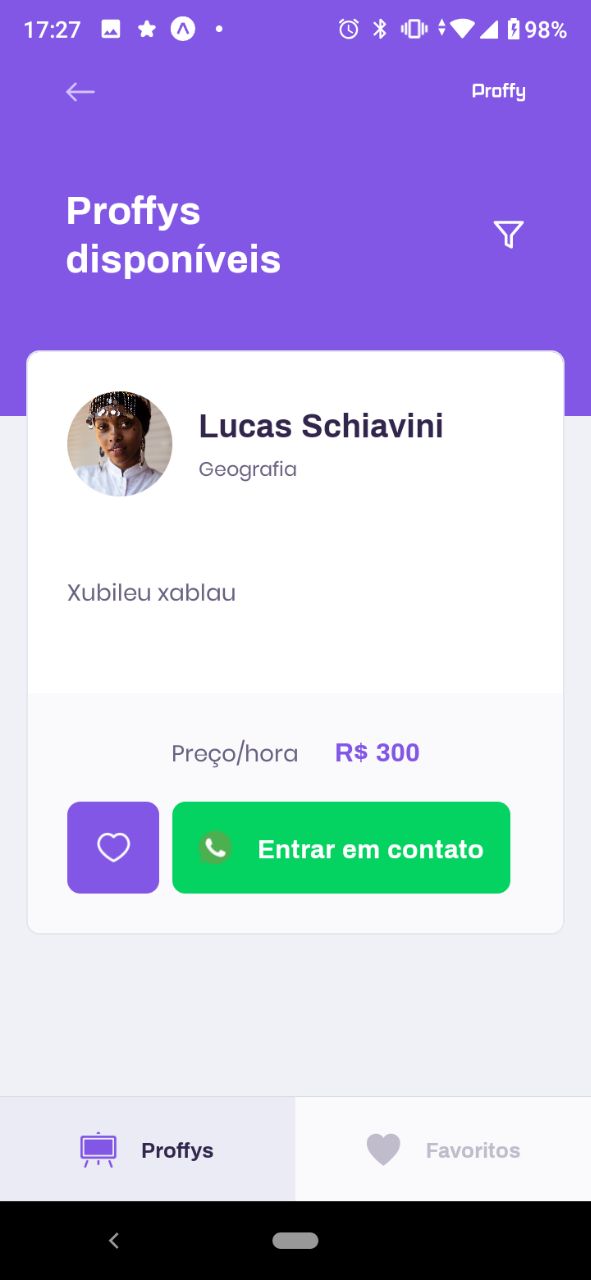 17:27 98%
Proffy
Proffys
disponíveis
Lucas Schiavini
Geografia
Xubileu xablau
Preço/hora R$ 300
Entrar em contato
Proffys Favoritos